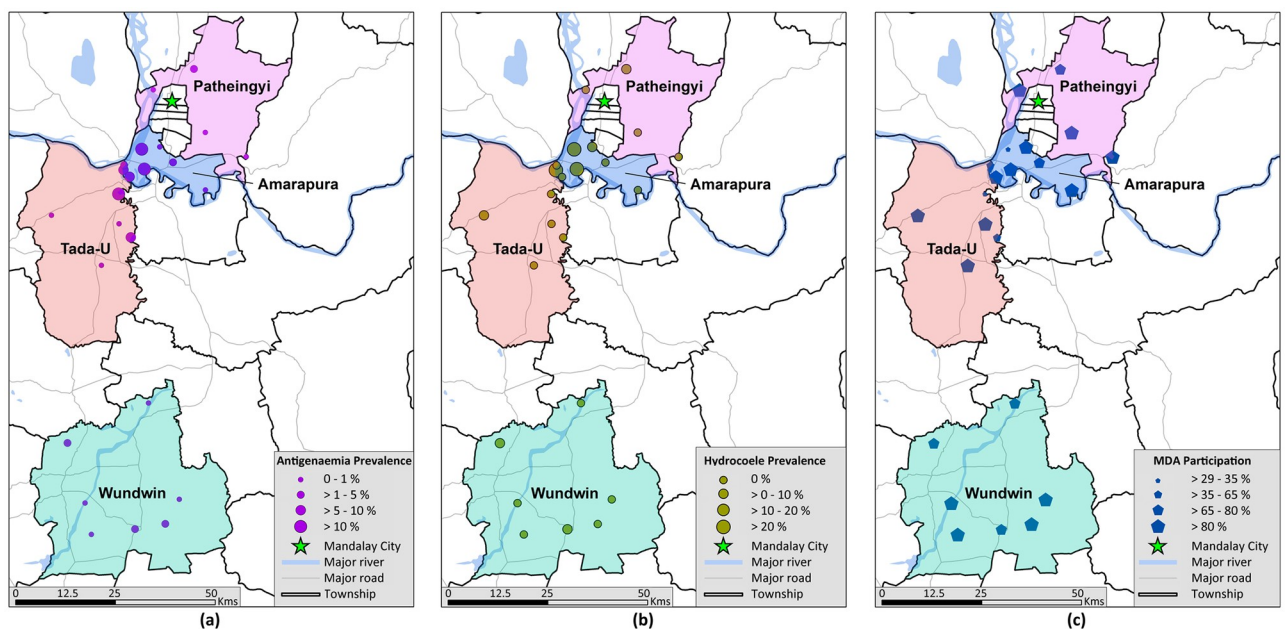 Patheingyi
Amarapura
Tada-U
Wundwin
Antigenaemia Prevalence
0 - 1 %
> 1 - 5 %
> 5 - 10 %
> 10 %
Mandalay City
Major river
Major road
Township
12.5 25 50
Kms
(a)
Patheingyi
Amarapura
Tada-U
Wundwin
Hydrocoele Prevalence
0 %
> 0 - 10 %
> 10 - 20 %
> 20 %
Mandalay City
Major river
Major road
Township
12.5 25 50
Kms
(b)
Patheingyi
Amarapura
Tada-U
Wundwin
MDA Participation
> 29 - 35 %
> 35 - 65 %
> 65 - 80 %
> 80 %
Mandalay City
Major river
Major road
Township
12.5 25 50
Kms
(c)